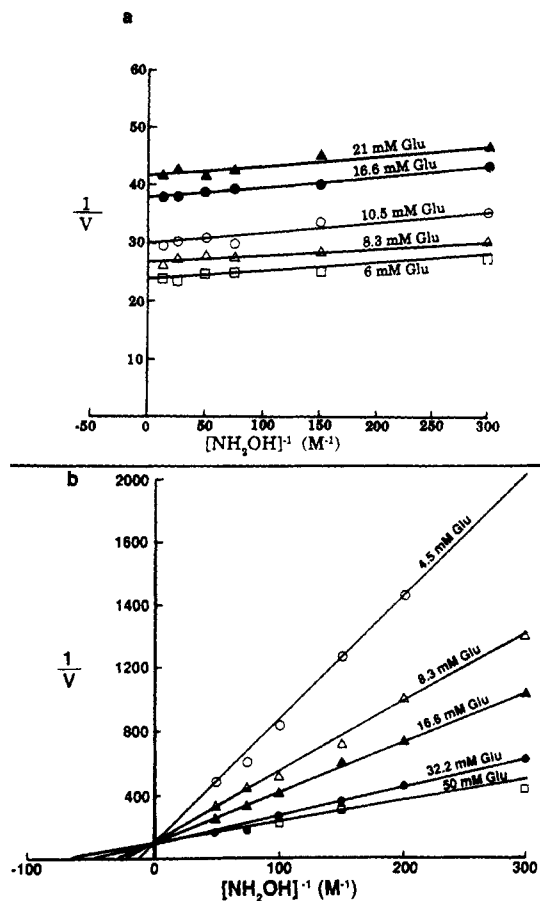 a
60
50
40
30
20
10
1
V
21 mM Glu
16.6 mM Glu
10.5 mM Glu
8.3 mM Glu
6 mM Glu
-50 0 50 100 150 200 250 300
[NH₂OH]⁻¹ (M⁻¹)
b
2000
1600
1400
1200
800
400
1
V
4.5 mM Glu
8.3 mM Glu
16.6 mM Glu
32.2 mM Glu
50 mM Glu
-100 0 100 200 300
[NH₂OH]⁻¹ (M⁻¹)